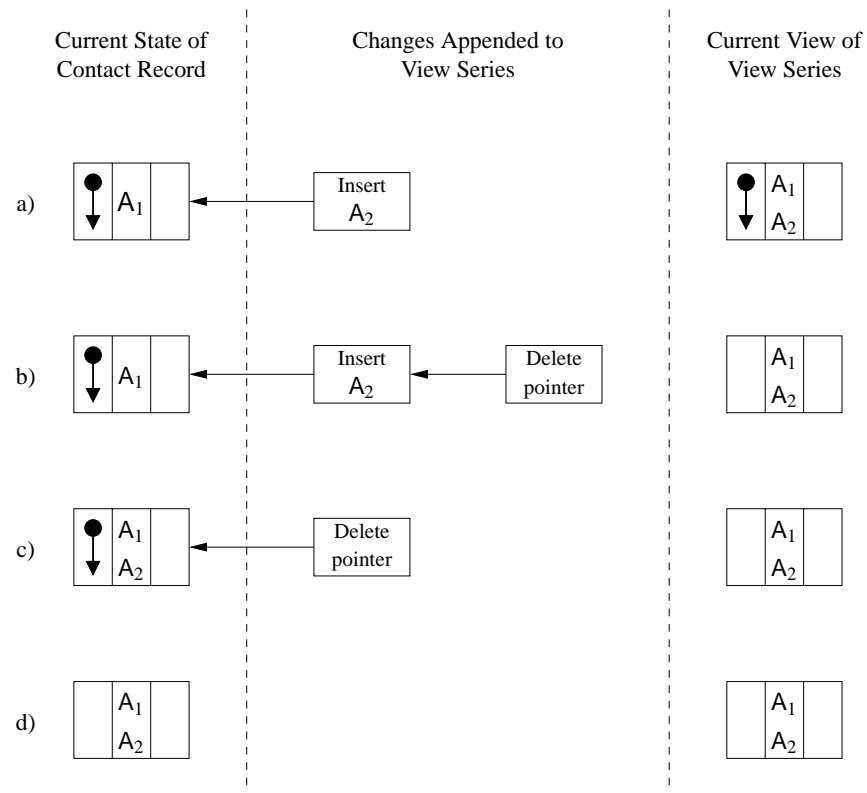 Current State of
Contact Record
Changes Appended to
View Series
Current View of
View Series
a)
A1
Insert
A2
A1
A2
b)
A1
Insert
A2
Delete
pointer
A1
A2
c)
A1
A2
Delete
pointer
A1
A2
d)
A1
A2
A1
A2